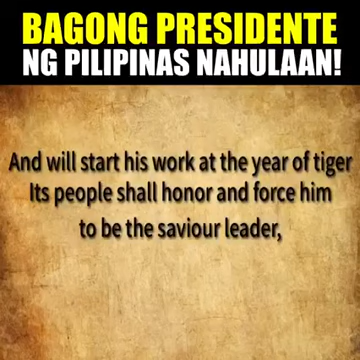 BAGONG PRESIDENTE
NG PILIPINAS NAHULAAN!
And will start his work at the year of tiger
Its people shall honor and force him
to be the saviour leader,